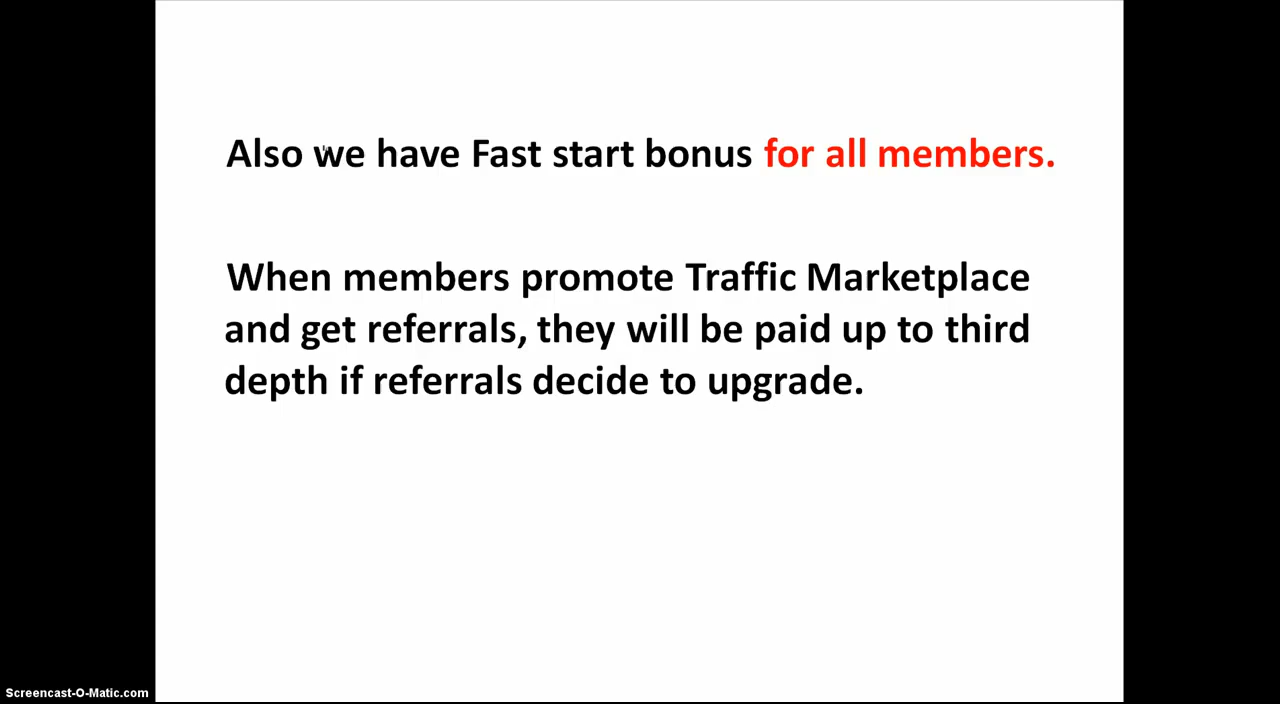 Also we have Fast start bonus for all members.
When members promote Traffic Marketplace
and get referrals, they will be paid up to third
depth if referrals decide to upgrade.
Screencast-O-Matic.com